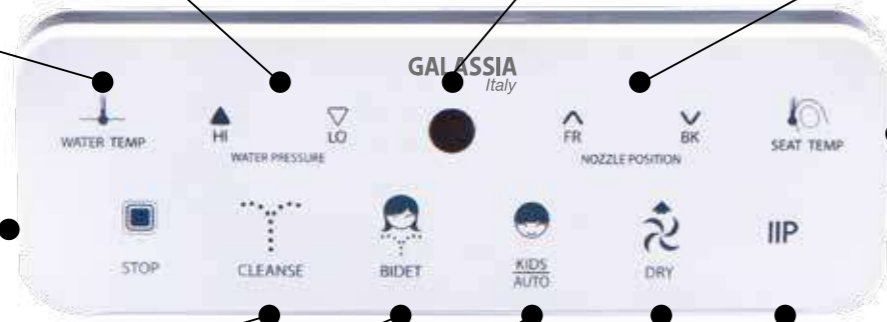 GALASSIA
Italy
WATER TEMP
HI
LO
WATER PRESSURE
FR
BK
NOZZLE POSITION
SEAT TEMP
STOP
CLEANSE
BIDET
KIDS
AUTO
DRY
IIP